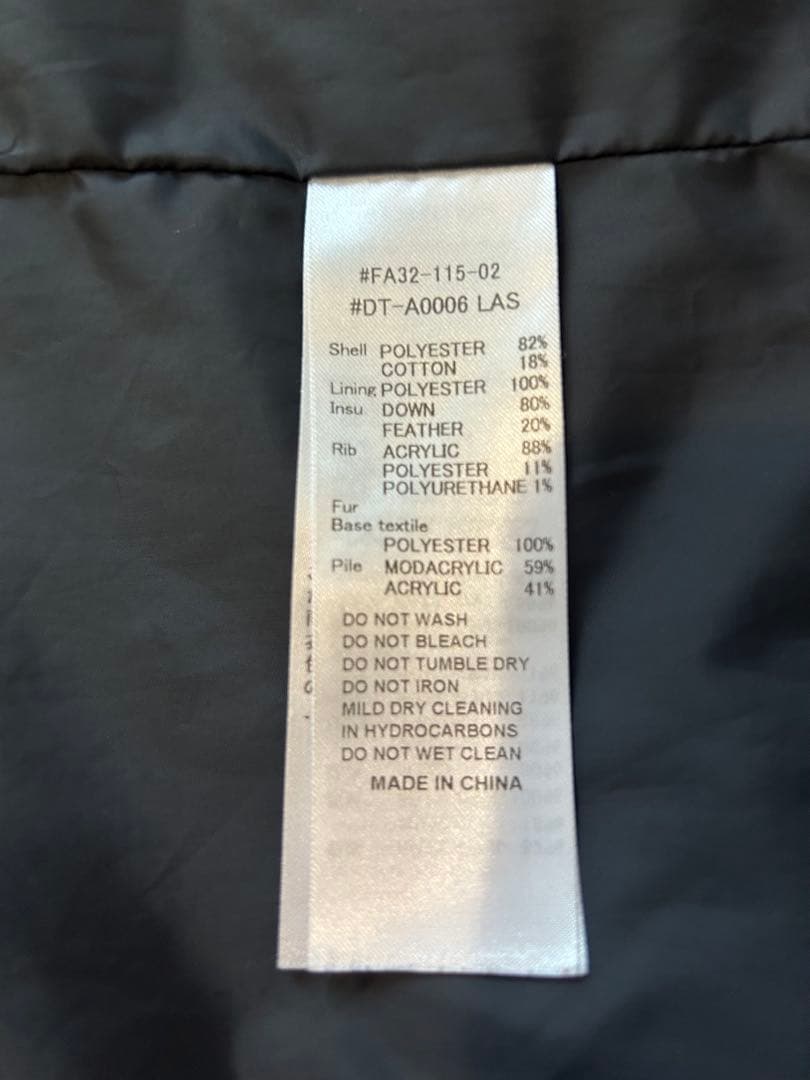 #FA32-115-02
#DT-A0006 LAS
Shell POLYESTER 82%
COTTON 18%
Lining POLYESTER 100%
Insu DOWN 80%
FEATHER 20%
Rib ACRYLIC 88%
POLYESTER 11%
POLYURETHANE 1%
Fur
Base textile
POLYESTER 100%
Pile MODACRYLIC 59%
ACRYLIC 41%
DO NOT WASH
DO NOT BLEACH
DO NOT TUMBLE DRY
DO NOT IRON
MILD DRY CLEANING
IN HYDROCARBONS
DO NOT WET CLEAN
MADE IN CHINA